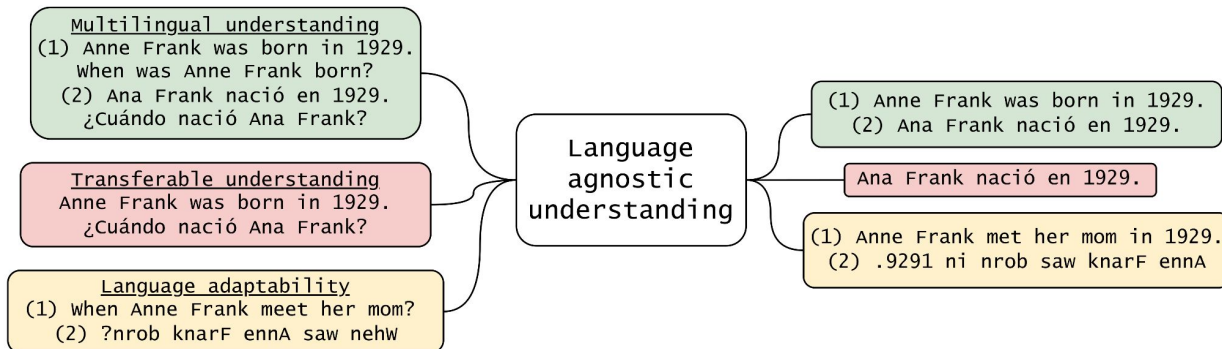 Multilingual understanding
(1) Anne Frank was born in 1929.
When was Anne Frank born?
(2) Ana Frank nació en 1929.
¿Cuándo nació Ana Frank?
Transferable understanding
Anne Frank was born in 1929.
¿Cuándo nació Ana Frank?
Language adaptability
(1) When Anne Frank meet her mom?
(2) ?nrob knarF ennA saw nehW
Language
agnostic
understanding
(1) Anne Frank was born in 1929.
(2) Ana Frank nació en 1929.
Ana Frank nació en 1929.
(1) Anne Frank met her mom in 1929.
(2) .9291 ni nrob saw knarF ennA